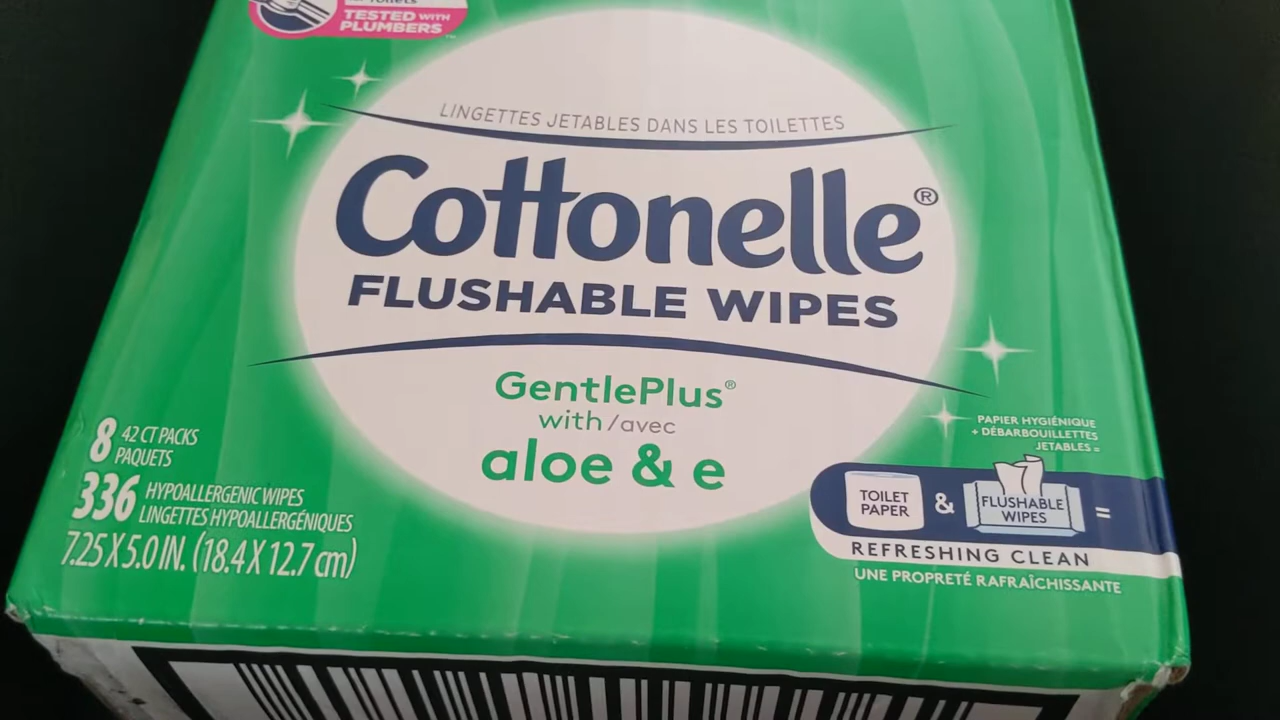 TESTED WITH
PLUMBERS™
LINGETTES JETABLES DANS LES TOILETTES
Cottonelle®
FLUSHABLE WIPES
GentlePlus®
with/avec
aloe & e
8 42 CT PACKS
PAQUETS
336 HYPOALLERGENIC WIPES
LINGETTES HYPOALLERGÉNIQUES
7.25 X 5.0 IN. (18.4 X 12.7 cm)
PAPIER HYGIÉNIQUE
+ DÉBARBOUILLETTES
JETABLES =
TOILET
PAPER
&
FLUSHABLE
WIPES
=
REFRESHING CLEAN
UNE PROPRETÉ RAFRAÎCHISSANTE